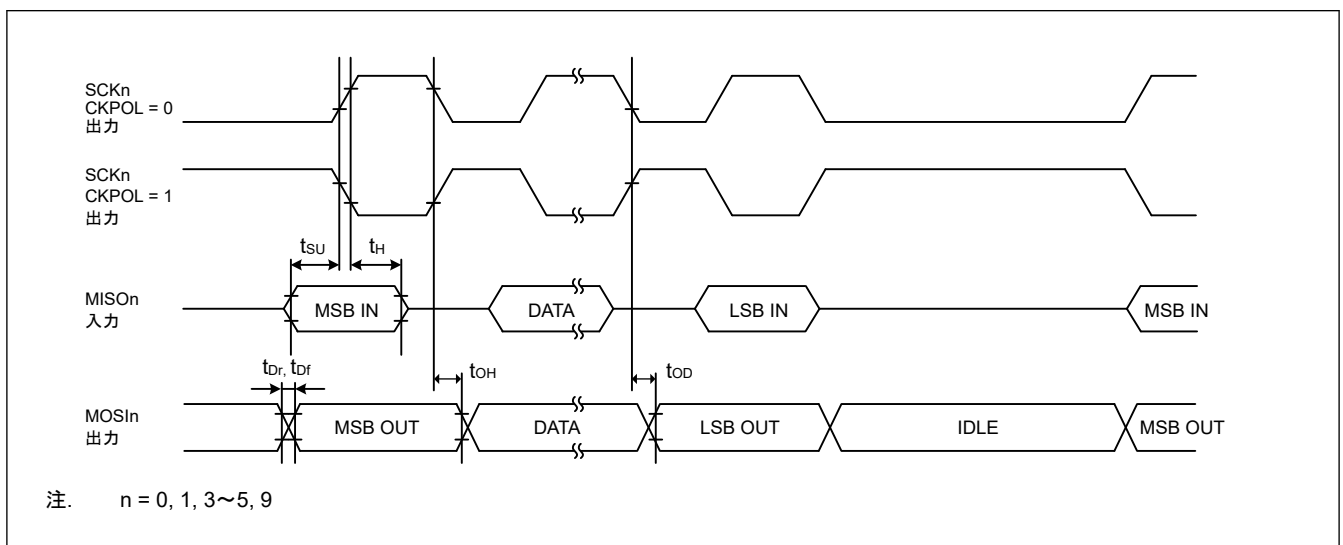 SCKn
CKPOL = 0
出力
SCKn
CKPOL = 1
出力
tSU
tH
MISOn
入力
MSB IN
DATA
LSB IN
MSB IN
tDr, tDf
tOH
tOD
MOSIn
出力
MSB OUT
DATA
LSB OUT
IDLE
MSB OUT
注. n = 0, 1, 3～5, 9